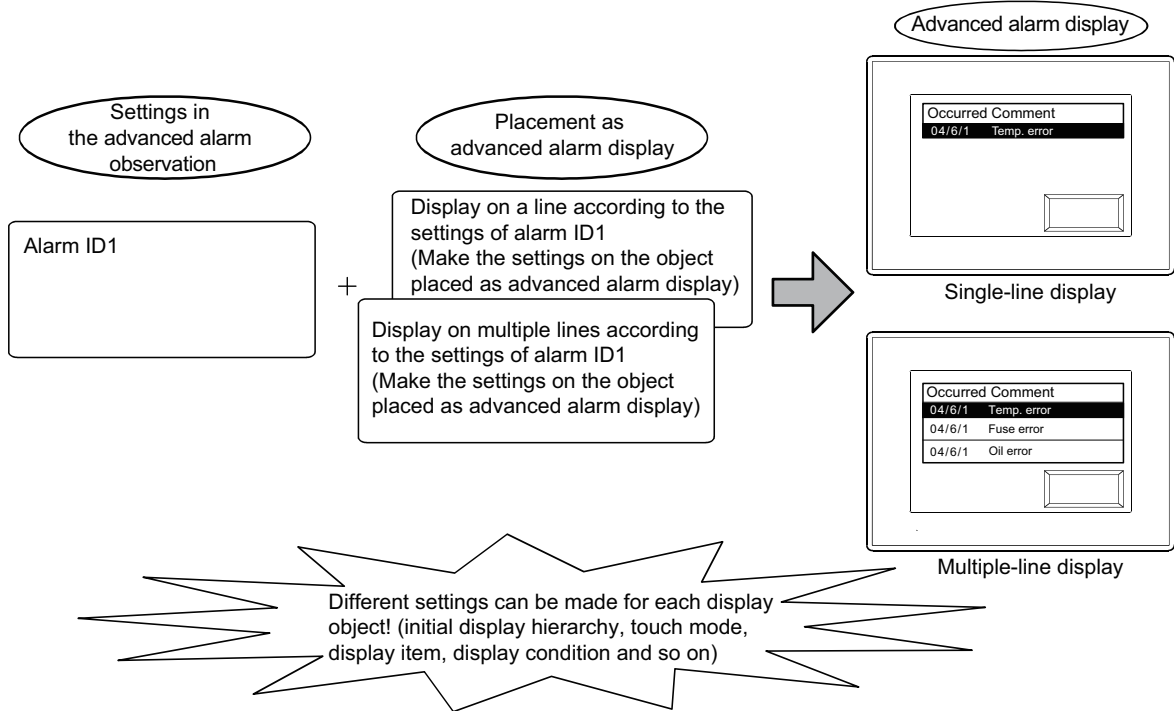 Settings in
the advanced alarm
observation
Alarm ID1
+
Placement as
advanced alarm display
Display on a line according to the
settings of alarm ID1
(Make the settings on the object
placed as advanced alarm display)
Display on multiple lines according
to the settings of alarm ID1
(Make the settings on the object
placed as advanced alarm display)
Advanced alarm display
Occurred Comment
04/6/1 Temp. error
Single-line display
Occurred Comment
04/6/1 Temp. error
04/6/1 Fuse error
04/6/1 Oil error
Multiple-line display
Different settings can be made for each display
object! (initial display hierarchy, touch mode,
display item, display condition and so on)